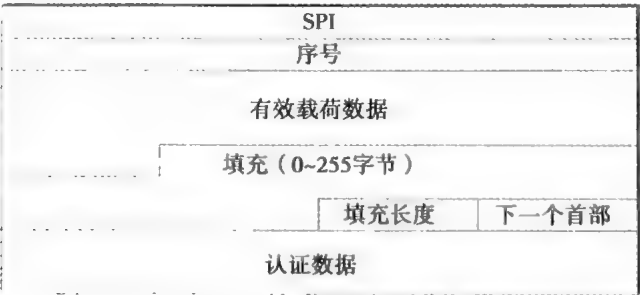 SPI
序号
有效载荷数据
填充（0~255字节）
填充长度 下一个首部
认证数据